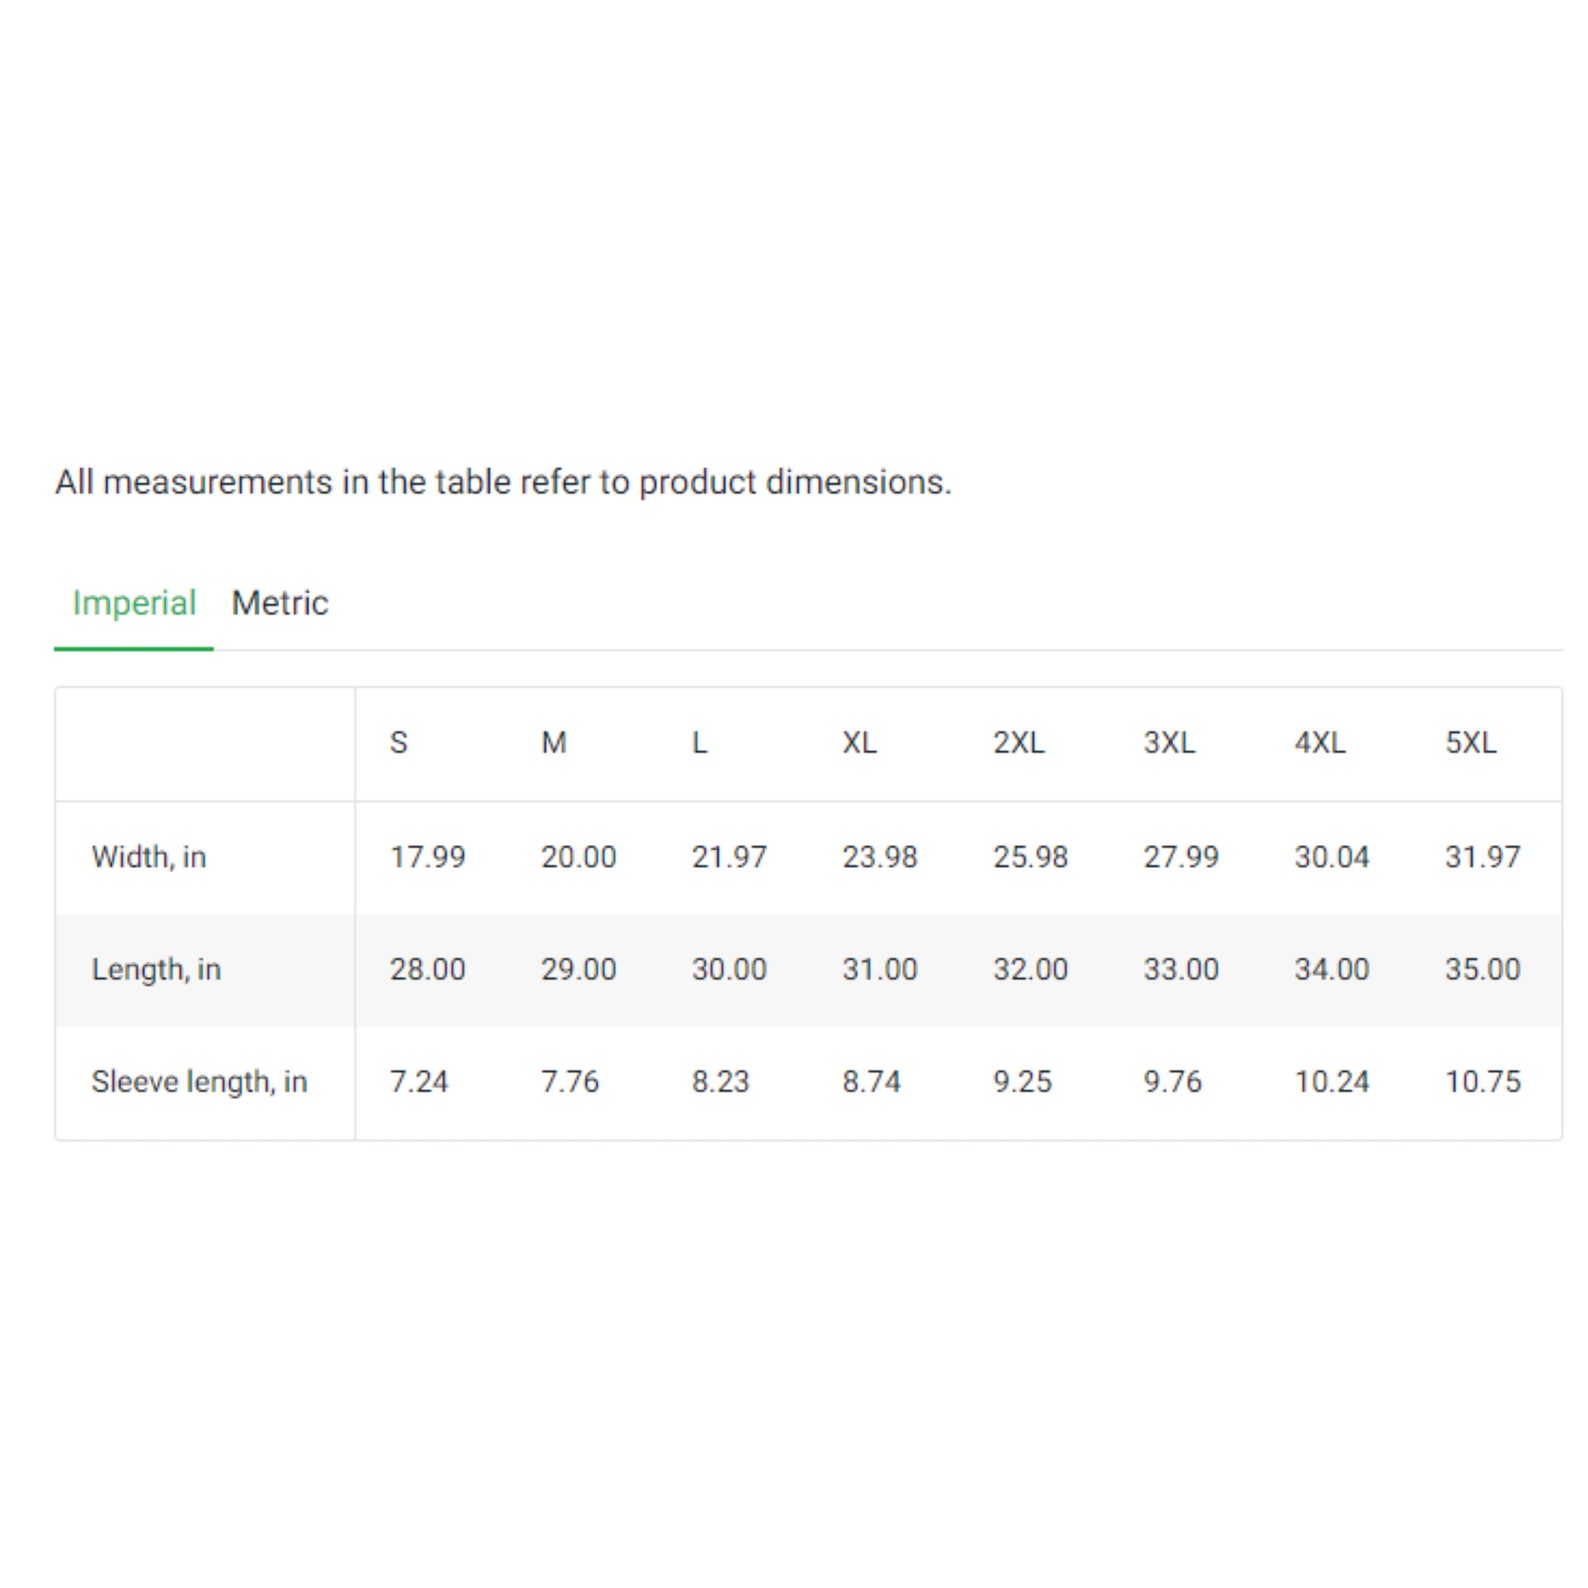 All measurements in the table refer to product dimensions.
Imperial Metric
S M L XL 2XL 3XL 4XL 5XL
Width, in 17.99 20.00 21.97 23.98 25.98 27.99 30.04 31.97
Length, in 28.00 29.00 30.00 31.00 32.00 33.00 34.00 35.00
Sleeve length, in 7.24 7.76 8.23 8.74 9.25 9.76 10.24 10.75